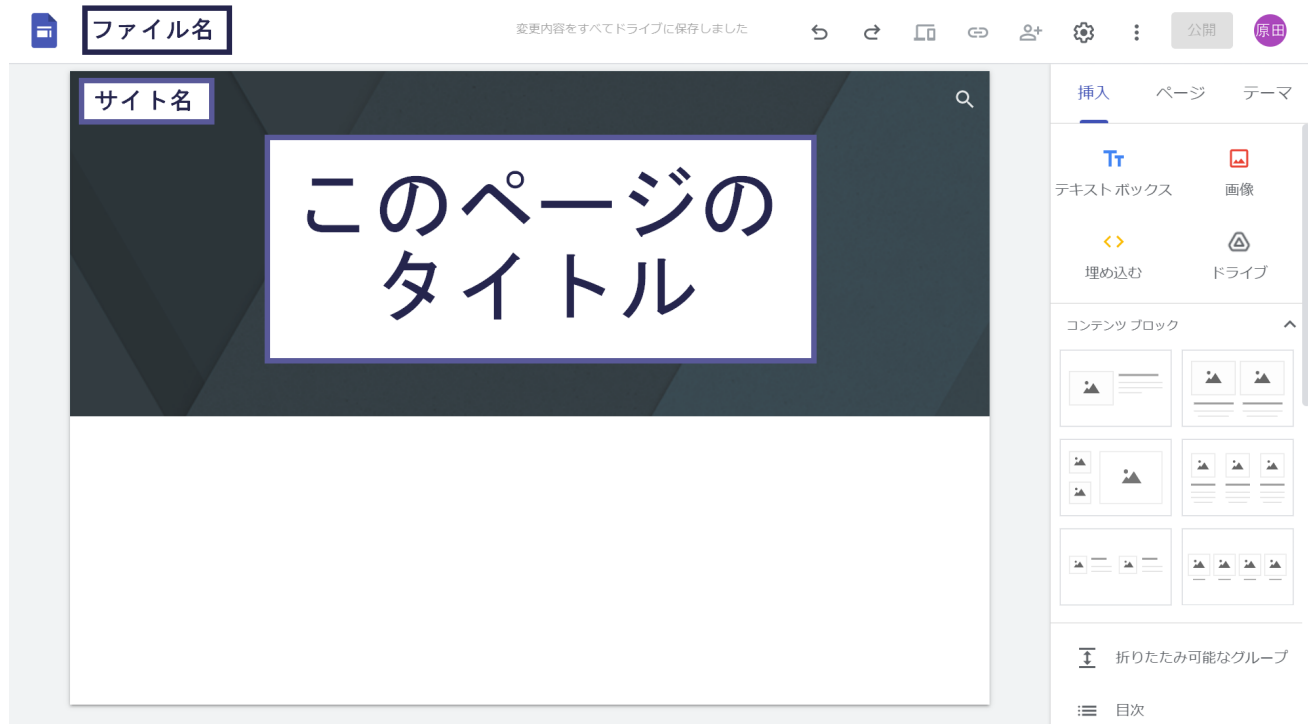 ファイル名
変更内容をすべてドライブに保存しました
公開
原田
サイト名
このページの
タイトル
挿入 ページ テーマ
Tт
テキスト ボックス 画像
埋め込む ドライブ
コンテンツ ブロック
折りたたみ可能なグループ
目次